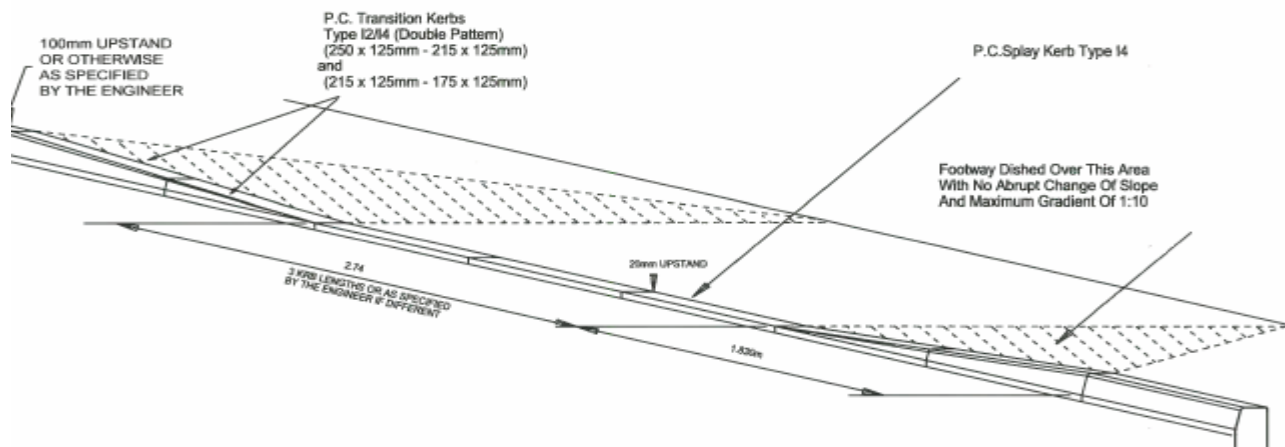 100mm UPSTAND
OR OTHERWISE
AS SPECIFIED
BY THE ENGINEER
P.C. Transition Kerbs
Type I2/I4 (Double Pattern)
(250 x 125mm - 215 x 125mm)
and
(215 x 125mm - 175 x 125mm)
P.C.Splay Kerb Type I4
Footway Dished Over This Area
With No Abrupt Change Of Slope
And Maximum Gradient Of 1:10
25mm UPSTAND
2.74
3 KRB LENGTHS OR AS SPECIFIED
BY THE ENGINEER IF DIFFERENT
1.830m